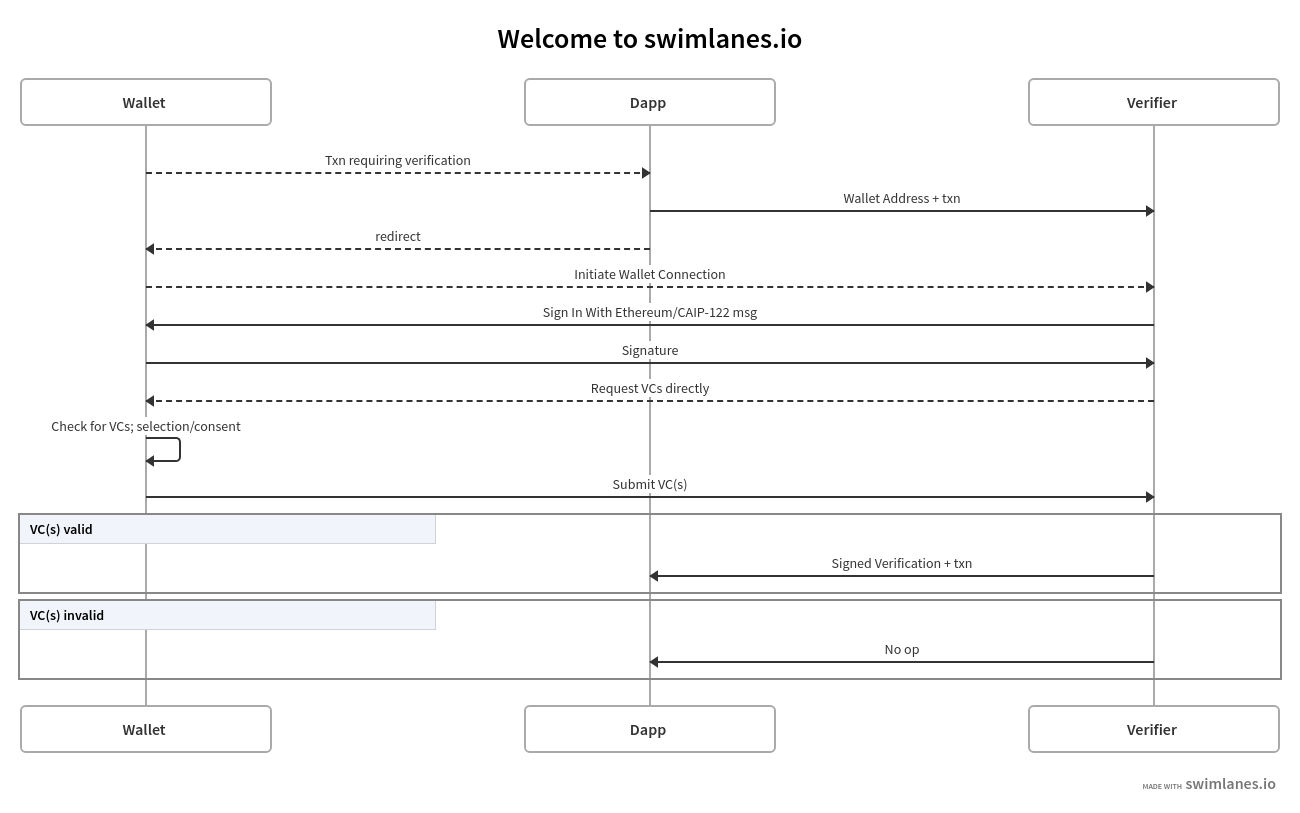 Welcome to swimlanes.io
Wallet
Dapp
Verifier
Txn requiring verification
Wallet Address + txn
redirect
Initiate Wallet Connection
Sign In With Ethereum/CAIP-122 msg
Signature
Request VCs directly
Check for VCs; selection/consent
Submit VC(s)
VC(s) valid
Signed Verification + txn
VC(s) invalid
No op
Wallet
Dapp
Verifier
MADE WITH swimlanes.io